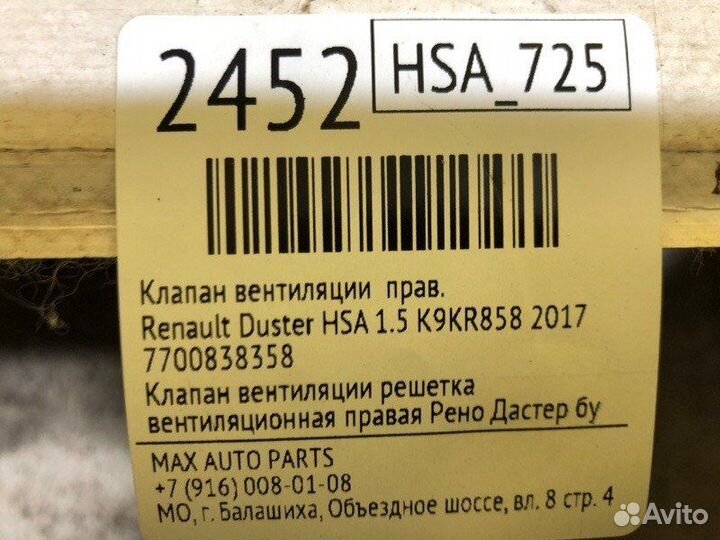 2452 HSA_725
Клапан вентиляции прав.
Renault Duster HSA 1.5 K9KR858 2017
7700838358
Клапан вентиляции решетка
вентиляционная правая Рено Дастер бу
MAX AUTO PARTS
+7 (916) 008-01-08
МО, г. Балашиха, Объездное шоссе, вл. 8 стр. 4
Avito